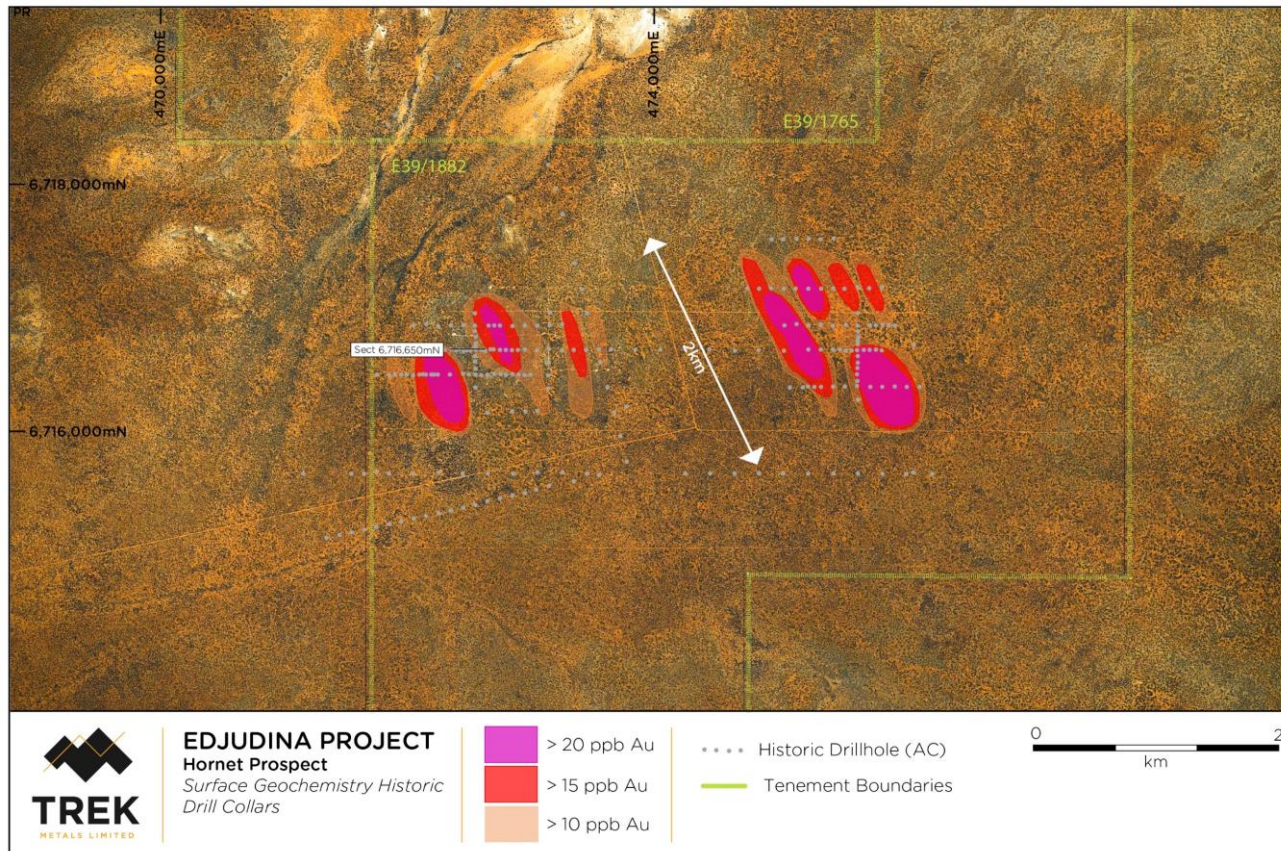 PR
470,000mE
474,000mE
E39/1765
E39/1882
6,718,000mN
2km
Sect 6,716,650mN
6,716,000mN
TREK
METALS LIMITED
EDJUDINA PROJECT
Hornet Prospect
Surface Geochemistry Historic
Drill Collars
> 20 ppb Au
> 15 ppb Au
> 10 ppb Au
Historic Drillhole (AC)
Tenement Boundaries
0
2
km